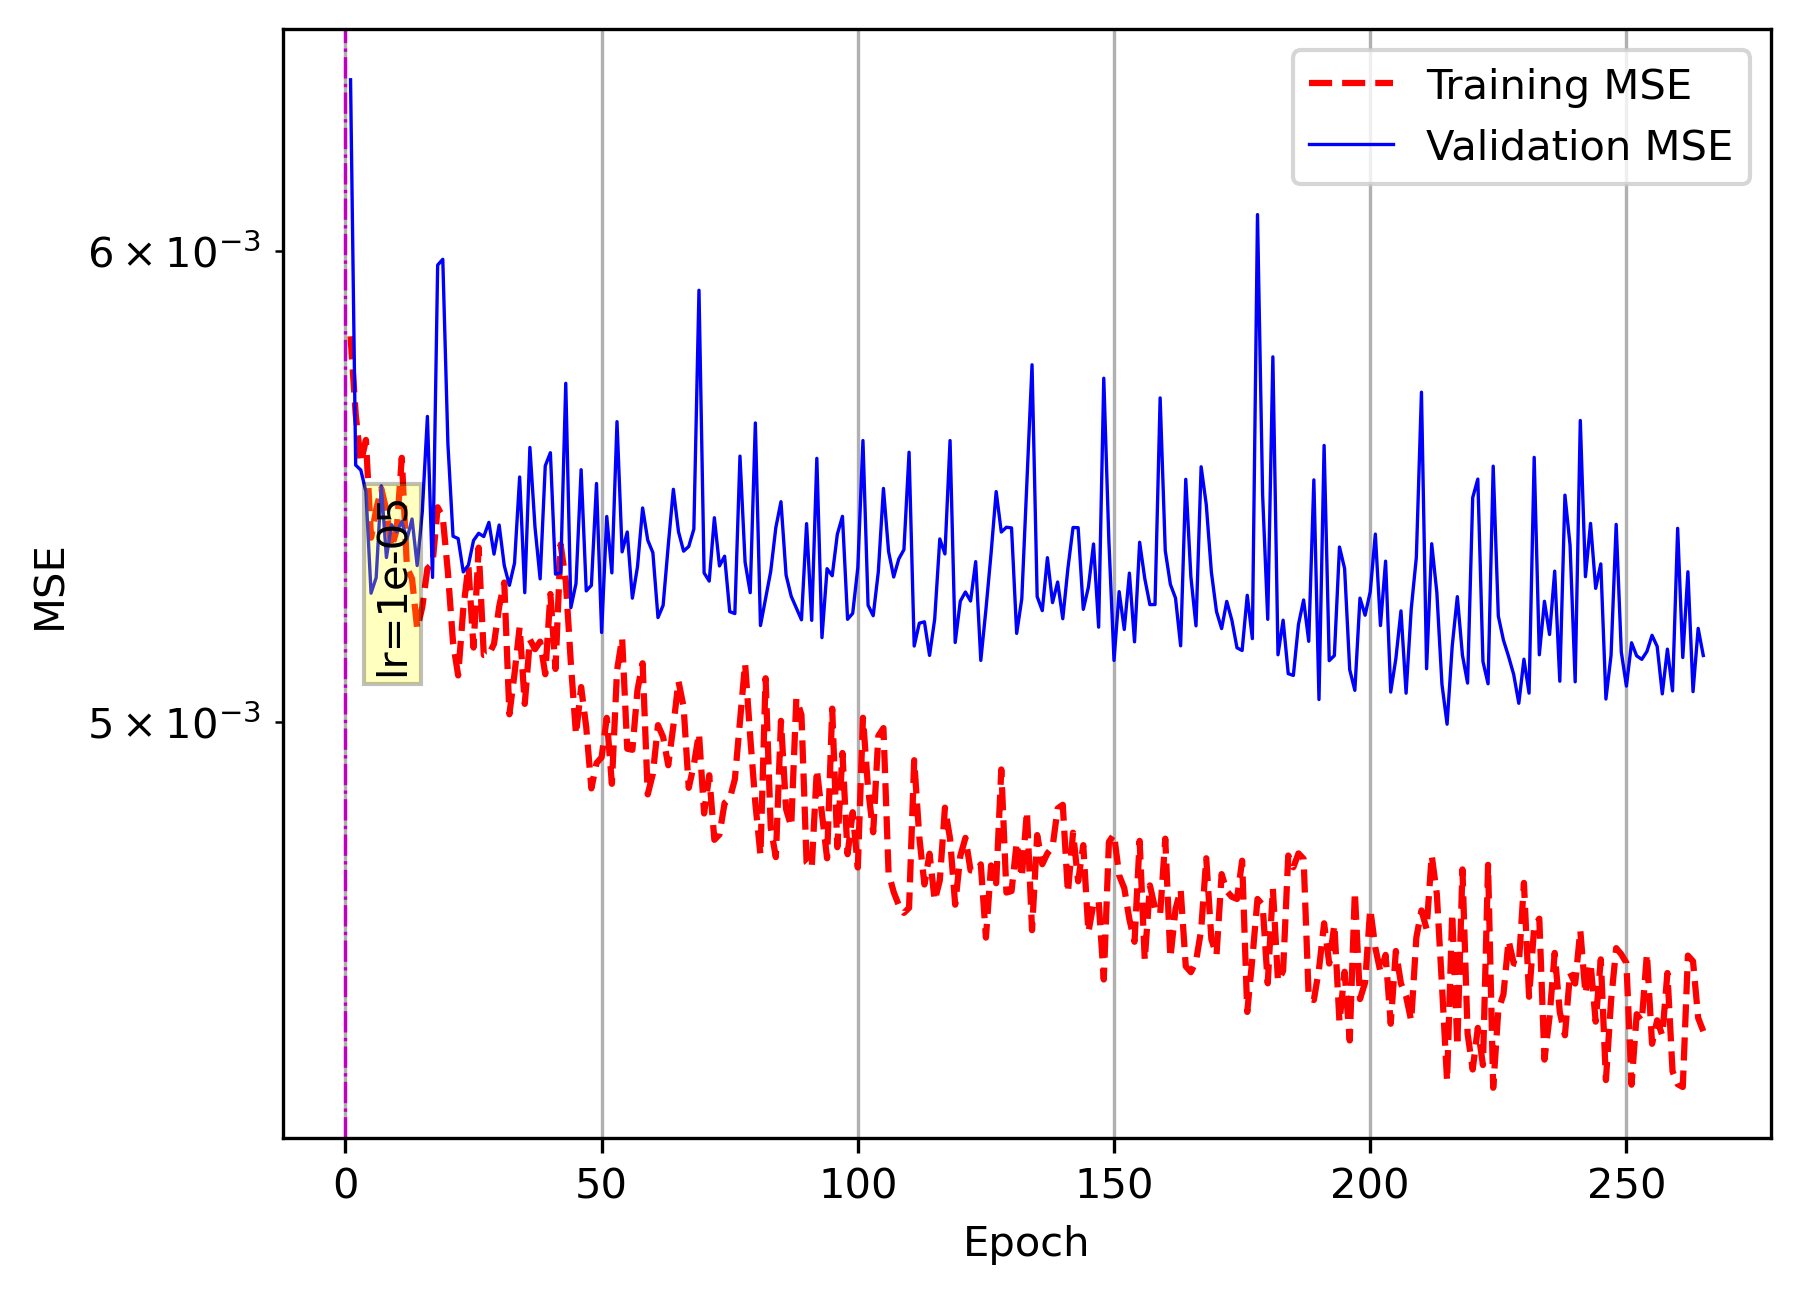 Training MSE
Validation MSE
6 × 10⁻³
5 × 10⁻³
MSE
lr=1e-05
0 50 100 150 200 250
Epoch